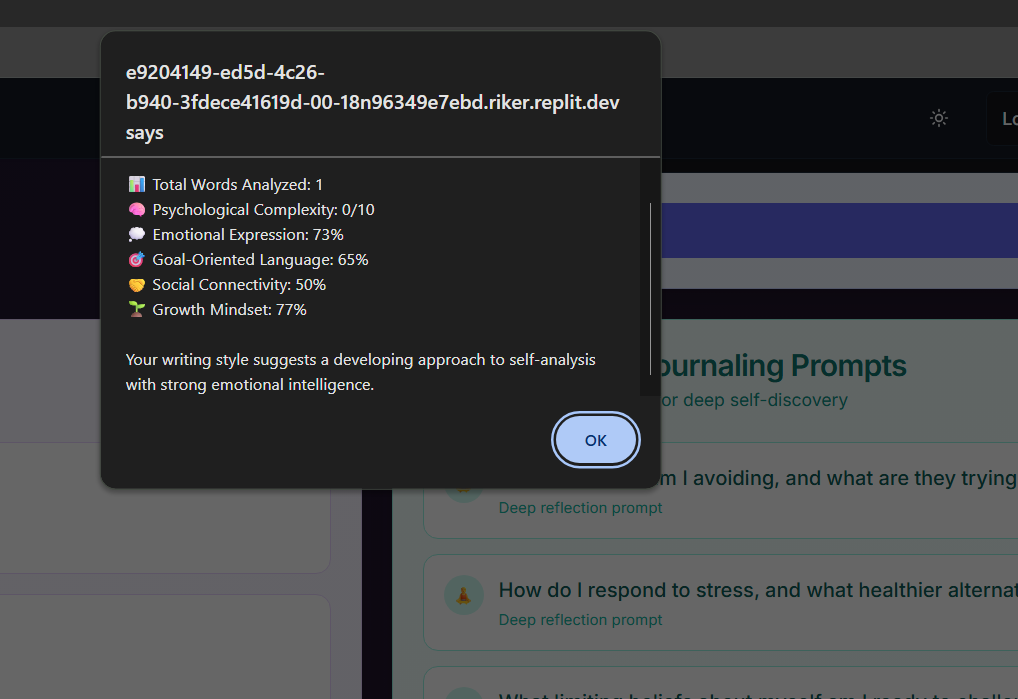 e9204149-ed5d-4c26-
b940-3fdece41619d-00-18n96349e7ebd.riker.replit.dev
says
📊 Total Words Analyzed: 1
🧠 Psychological Complexity: 0/10
💭 Emotional Expression: 73%
🎯 Goal-Oriented Language: 65%
🤝 Social Connectivity: 50%
🌱 Growth Mindset: 77%
Your writing style suggests a developing approach to self-analysis
with strong emotional intelligence.
OK
Lo
ournaling Prompts
or deep self-discovery
m I avoiding, and what are they trying
Deep reflection prompt
How do I respond to stress, and what healthier alternat
Deep reflection prompt